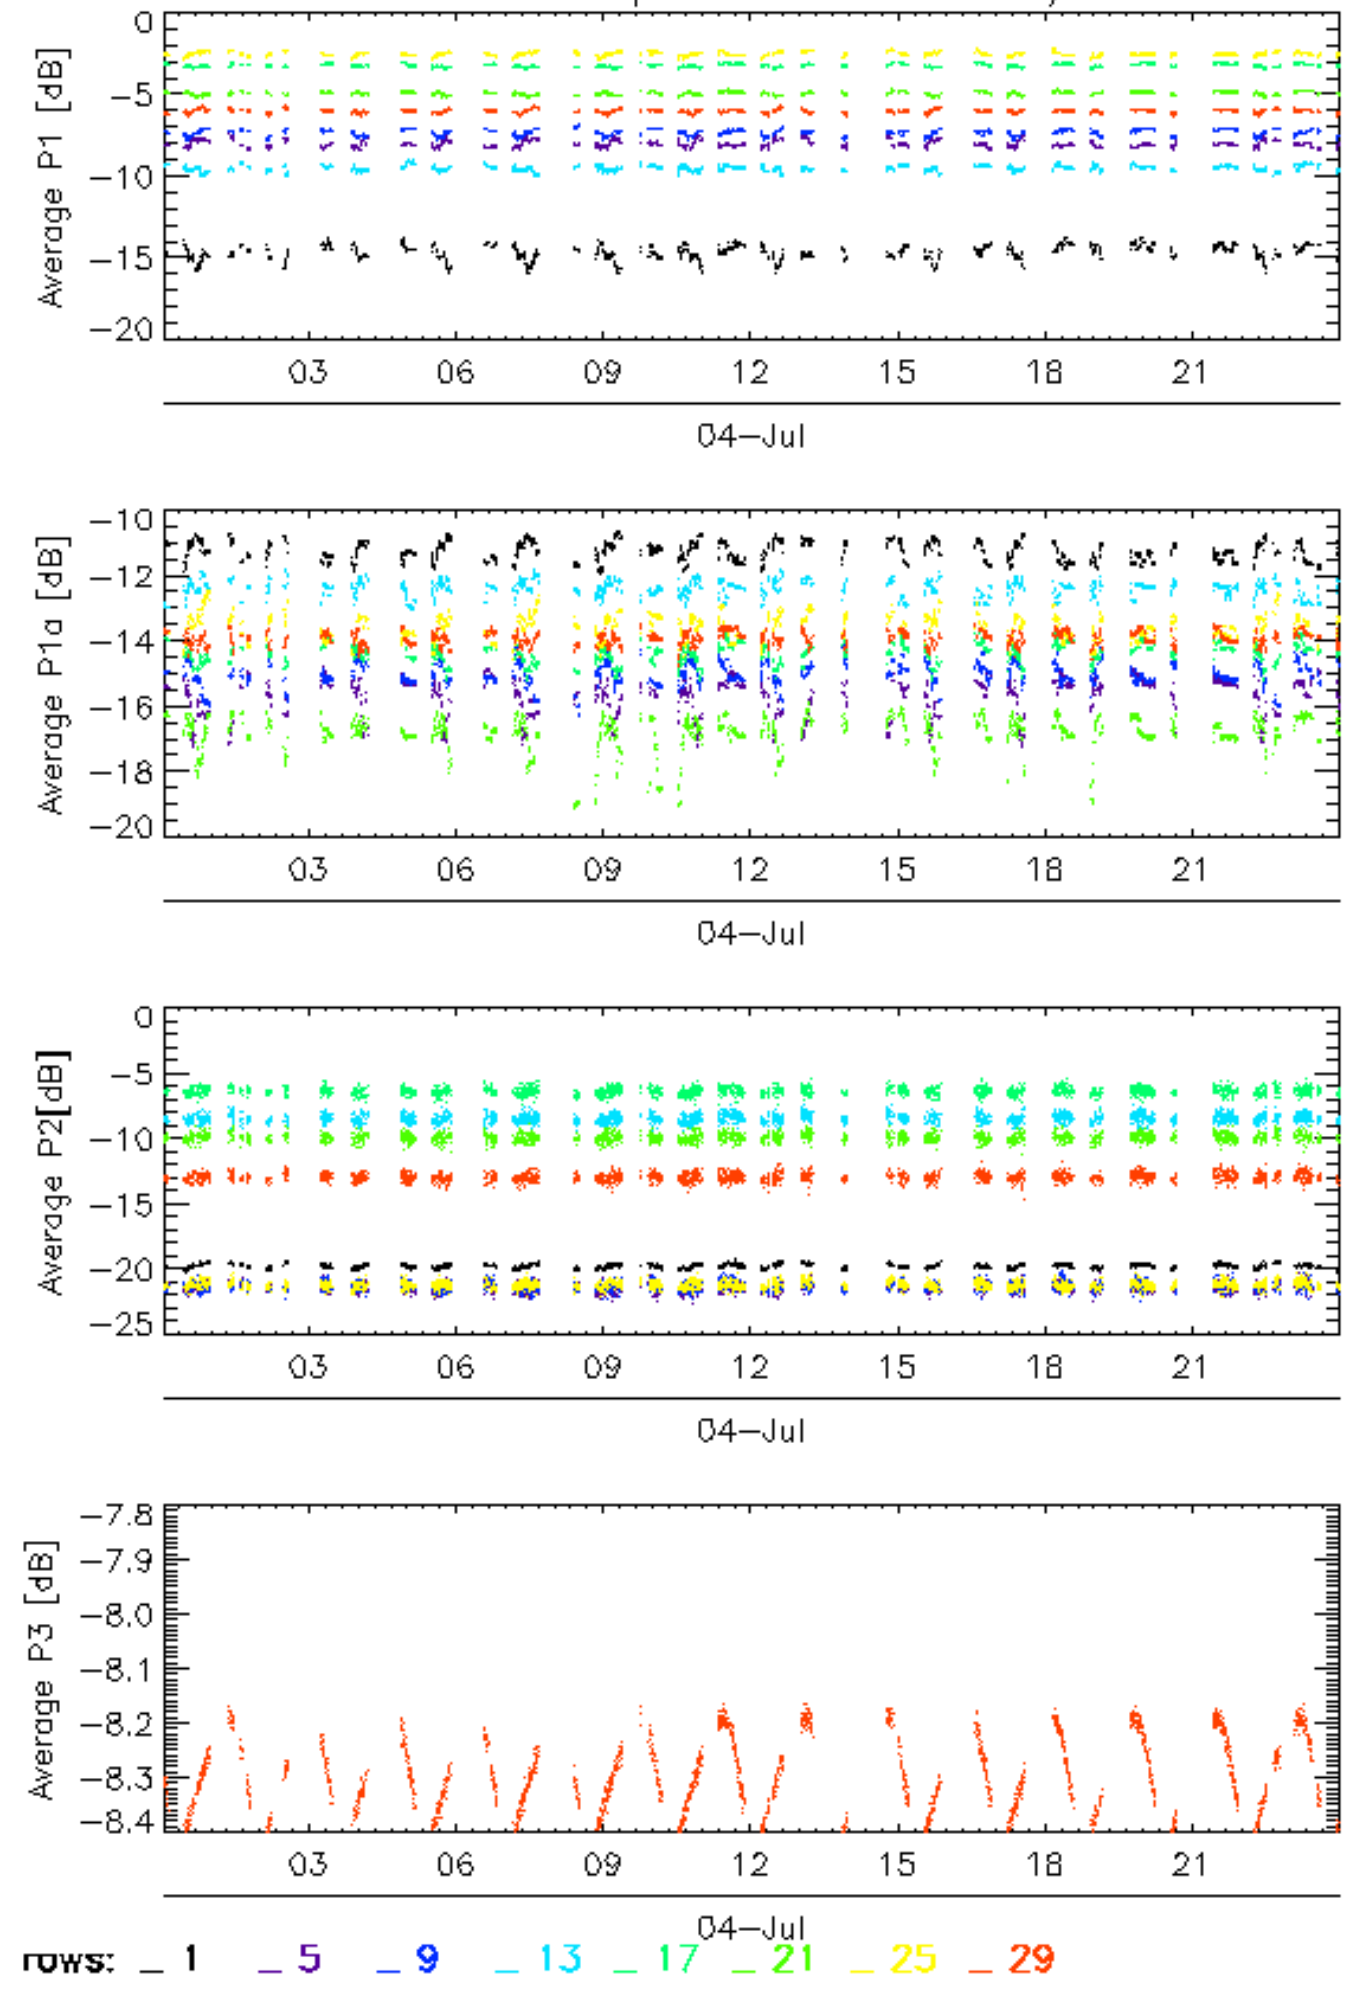 0
−5
−10
−15
−20
Average P1 [dB]
03 06 09 12 15 18 21
04−Jul
−10
−12
−14
−16
−18
−20
Average P1a [dB]
03 06 09 12 15 18 21
04−Jul
0
−5
−10
−15
−20
−25
Average P2[dB]
03 06 09 12 15 18 21
04−Jul
−7.8
−7.9
−8.0
−8.1
−8.2
−8.3
−8.4
Average P3 [dB]
03 06 09 12 15 18 21
04−Jul
rows: _ 1 _ 5 _ 9 _ 13 _ 17 _ 21 _ 25 _ 29